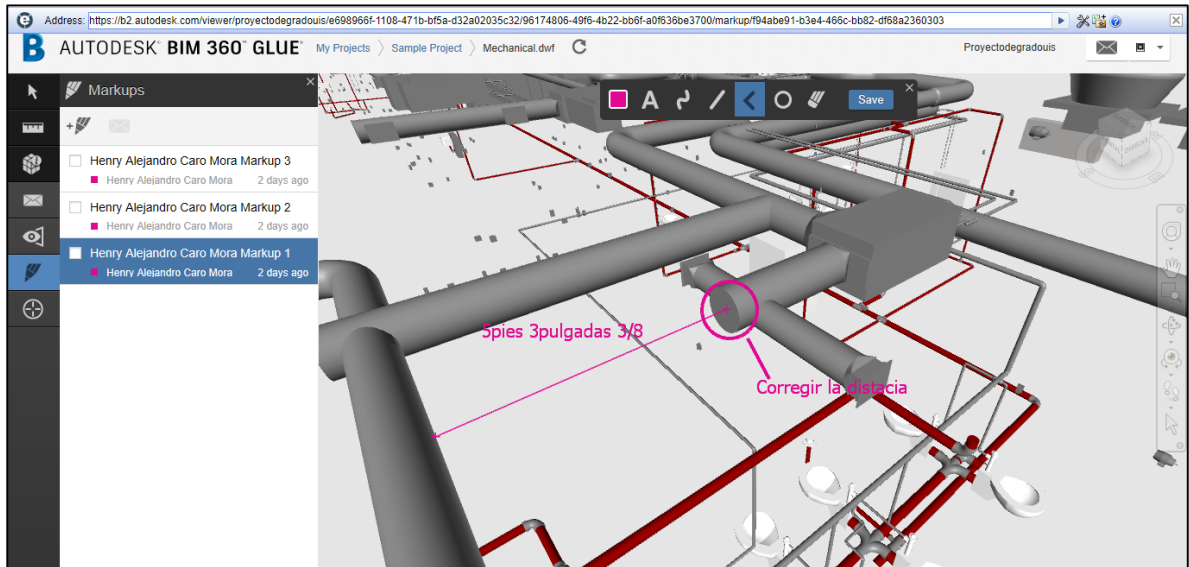 Address: https://b2.autodesk.com/viewer/proyectodegradouis/e698966f-1108-471b-bf5a-d32a02035c32/96174806-49f6-4b22-bb6f-a0f636be3700/markup/f94abe91-b3e4-466c-bb82-df68a2360303
B AUTODESK® BIM 360™ GLUE® My Projects Sample Project Mechanical.dwf Proyectodegradouis
Markups
A Save
Henry Alejandro Caro Mora Markup 3
Henry Alejandro Caro Mora 2 days ago
Henry Alejandro Caro Mora Markup 2
Henry Alejandro Caro Mora 2 days ago
Henry Alejandro Caro Mora Markup 1
Henry Alejandro Caro Mora 2 days ago
5pies 3pulgadas 3/8
Corregir la distacia